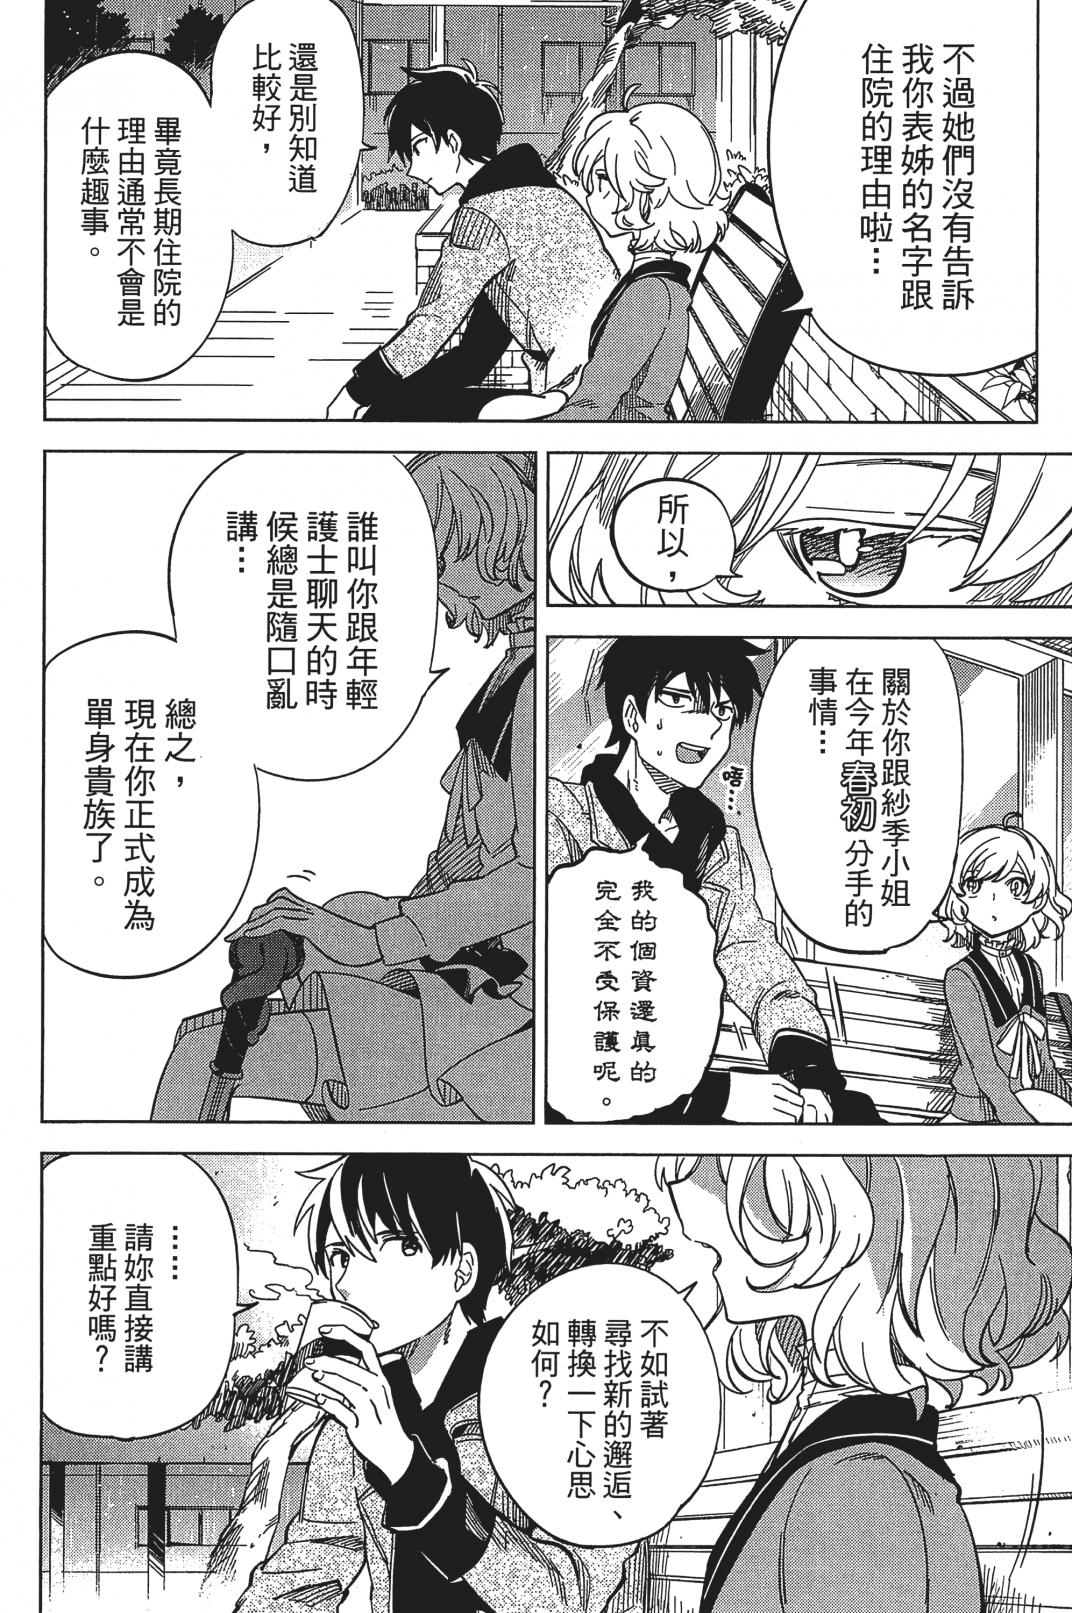 不過她們沒有告訴
我你表姊的名字跟
住院的理由啦…
還是別知道
比較好，
畢竟長期住院的
理由通常不會是
什麼趣事。
所以，
關於你跟紗季小姐
在今年春初分手的
事情…
唔…
我的個資還真的
完全不受保護呢。
誰叫你跟年輕
護士聊天的時
候總是隨口亂
講…
總之，
現在你正式成為
單身貴族了。
不如試著
尋找新的邂逅、
轉換一下心思
如何？
……
請妳直接講
重點好嗎？